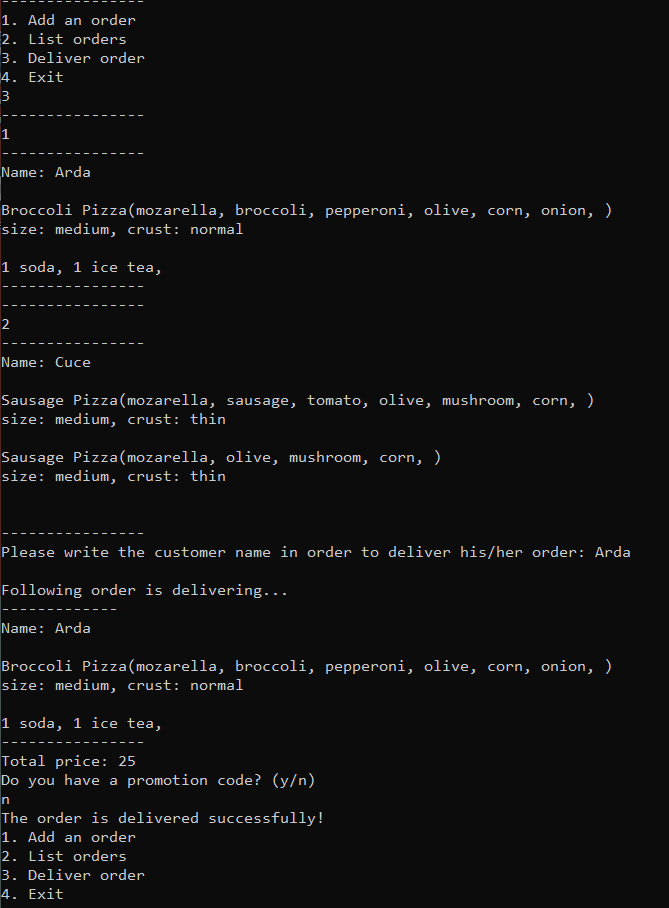 ----------------
1. Add an order
2. List orders
3. Deliver order
4. Exit
3
----------------
1
----------------
Name: Arda
Broccoli Pizza(mozarella, broccoli, pepperoni, olive, corn, onion, )
size: medium, crust: normal
1 soda, 1 ice tea,
----------------
----------------
2
----------------
Name: Cuce
Sausage Pizza(mozarella, sausage, tomato, olive, mushroom, corn, )
size: medium, crust: thin
Sausage Pizza(mozarella, olive, mushroom, corn, )
size: medium, crust: thin
----------------
Please write the customer name in order to deliver his/her order: Arda
Following order is delivering...
-------------
Name: Arda
Broccoli Pizza(mozarella, broccoli, pepperoni, olive, corn, onion, )
size: medium, crust: normal
1 soda, 1 ice tea,
----------------
Total price: 25
Do you have a promotion code? (y/n)
n
The order is delivered successfully!
1. Add an order
2. List orders
3. Deliver order
4. Exit